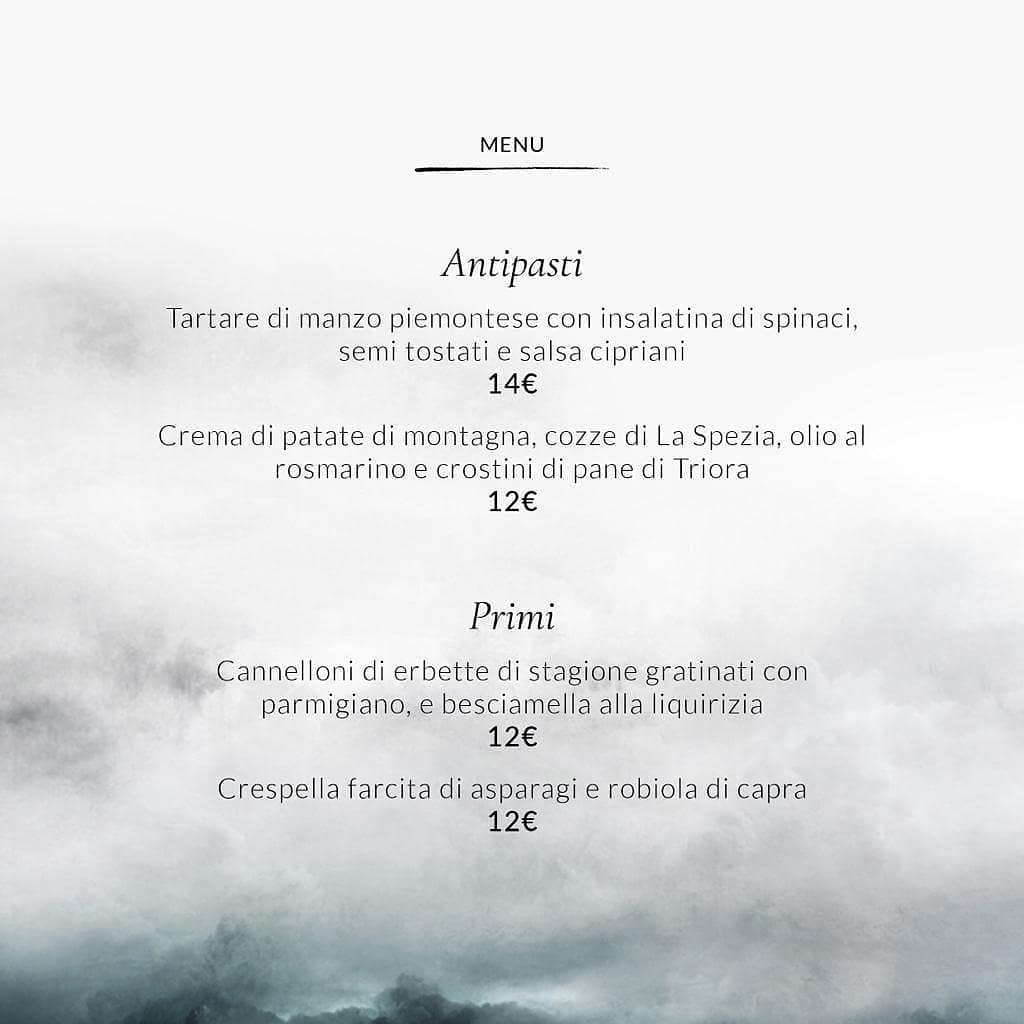 MENU
Antipasti
Tartare di manzo piemontese con insalatina di spinaci,
semi tostati e salsa cipriani
14€
Crema di patate di montagna, cozze di La Spezia, olio al
rosmarino e crostini di pane di Triora
12€
Primi
Cannelloni di erbette di stagione gratinati con
parmigiano, e besciamella alla liquirizia
12€
Crespella farcita di asparagi e robiola di capra
12€